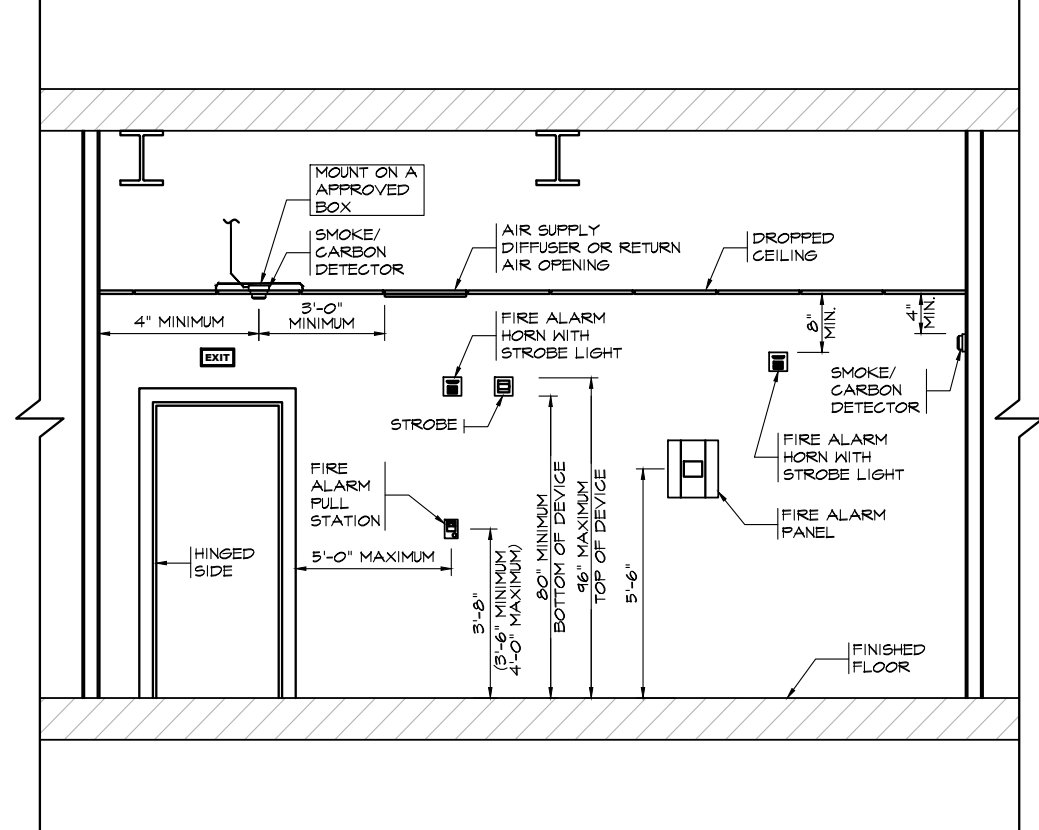 MOUNT ON A
APPROVED
BOX
SMOKE/
CARBON
DETECTOR
AIR SUPPLY
DIFFUSER OR RETURN
AIR OPENING
DROPPED
CEILING
4" MINIMUM
3'-0"
MINIMUM
EXIT
FIRE ALARM
HORN WITH
STROBE LIGHT
8"
MIN.
4"
MIN.
SMOKE/
CARBON
DETECTOR
STROBE
FIRE ALARM
HORN WITH
STROBE LIGHT
FIRE
ALARM
PULL
STATION
FIRE ALARM
PANEL
HINGED
SIDE
5'-0" MAXIMUM
3'-8"
(3'-6" MINIMUM
4'-0" MAXIMUM)
80" MINIMUM
BOTTOM OF DEVICE
96" MAXIMUM
TOP OF DEVICE
5'-6"
FINISHED
FLOOR